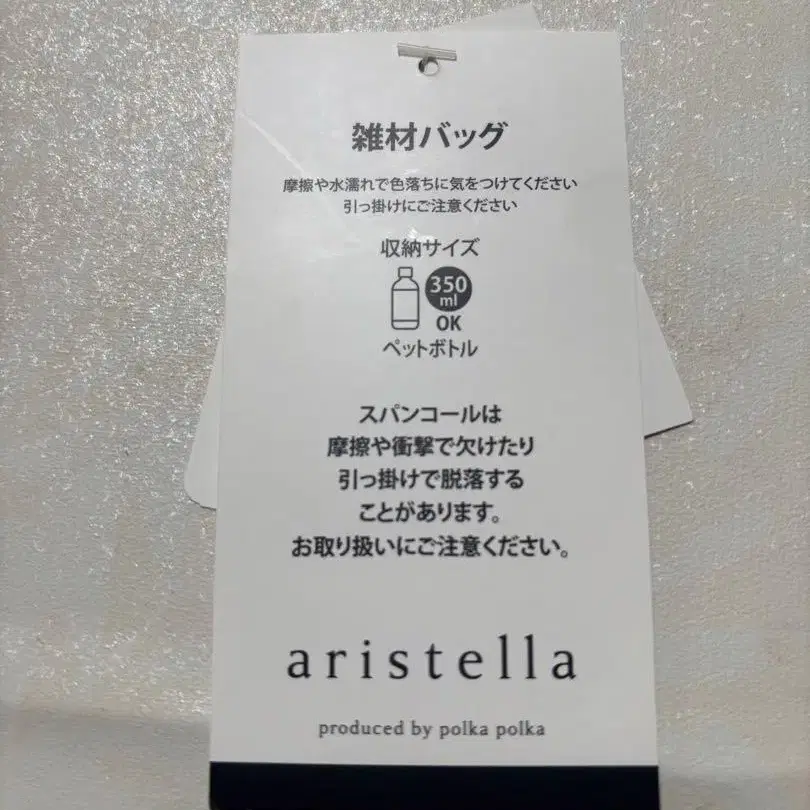 雑材バッグ
摩擦や水濡れで色落ちに気をつけてください
引っ掛けにご注意ください
収納サイズ
350
ml
OK
ペットボトル
スパンコールは
摩擦や衝撃で欠けたり
引っ掛けで脱落する
ことがあります。
お取り扱いにご注意ください。
aristella
produced by polka polka